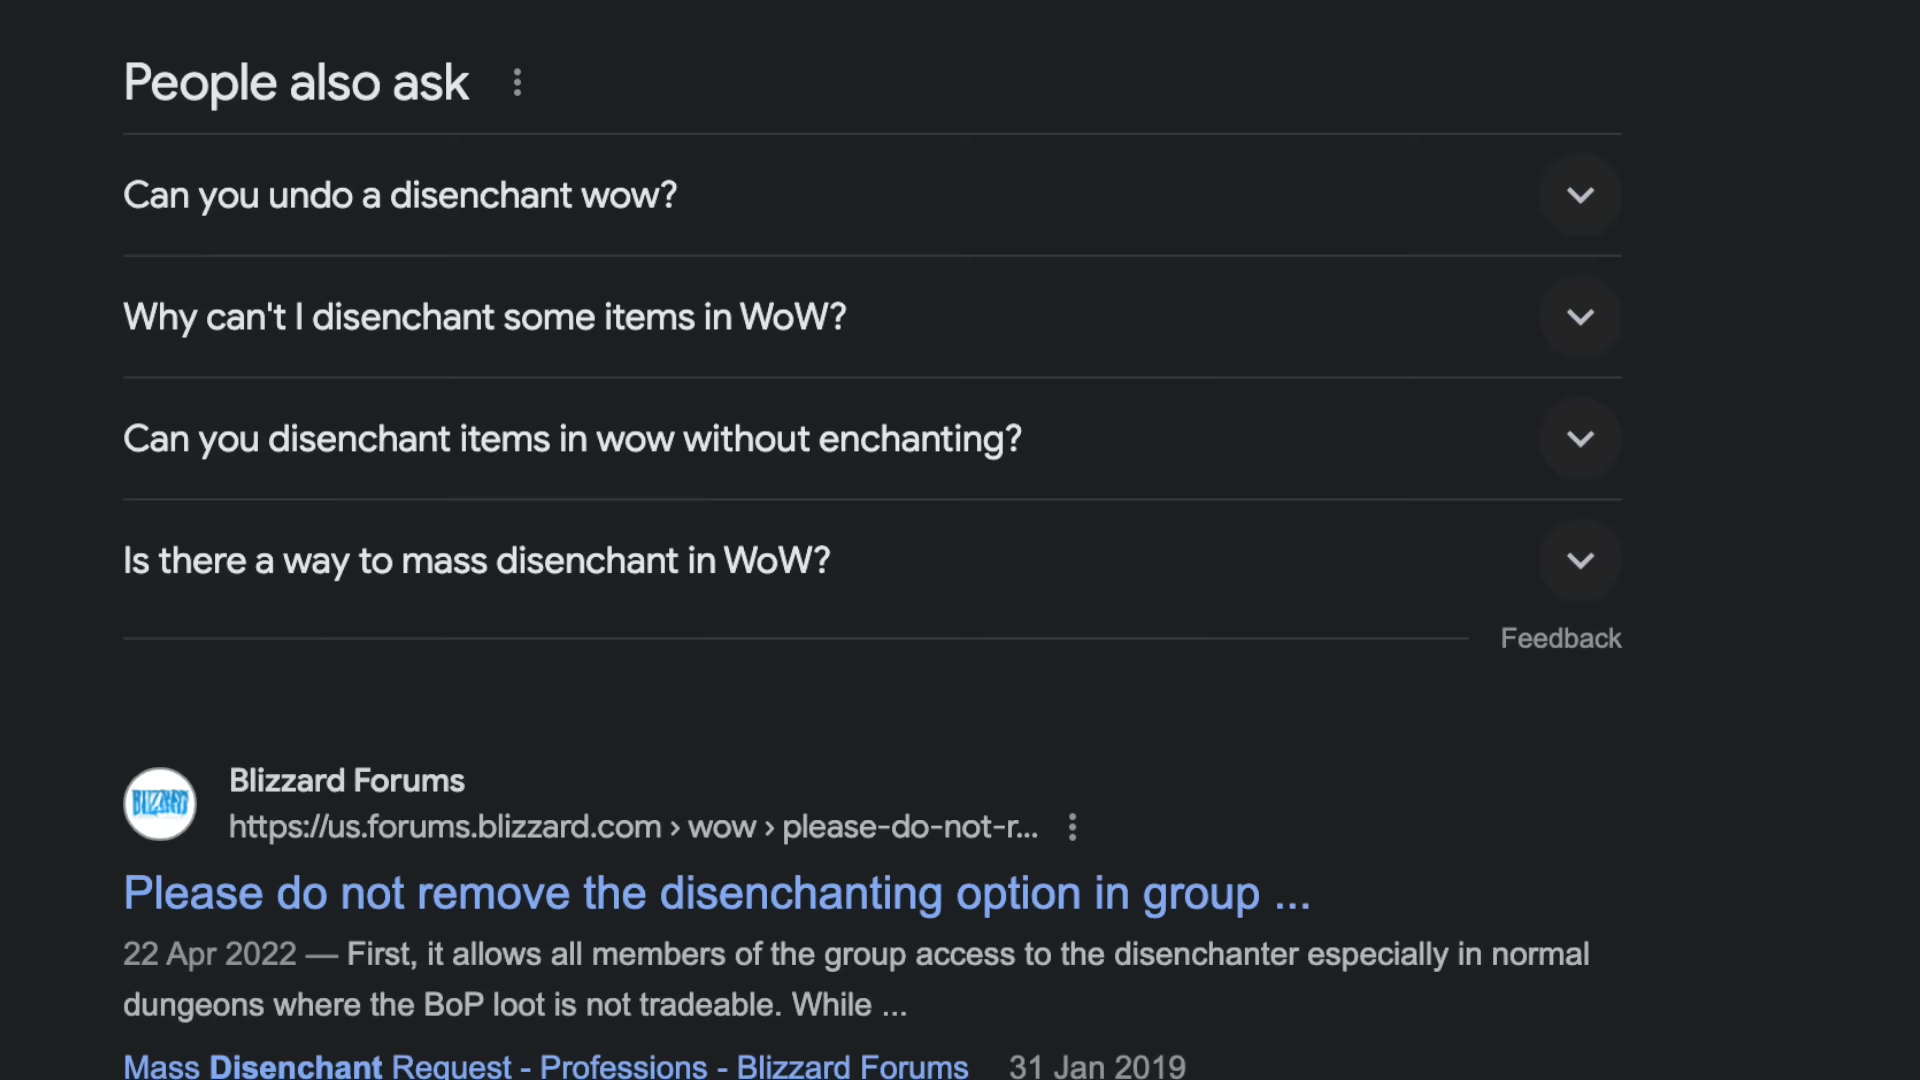 People also ask
Can you undo a disenchant wow?
Why can't I disenchant some items in WoW?
Can you disenchant items in wow without enchanting?
Is there a way to mass disenchant in WoW?
Feedback
BLIZZARD
Blizzard Forums
https://us.forums.blizzard.com › wow › please-do-not-r...
Please do not remove the disenchanting option in group ...
22 Apr 2022 — First, it allows all members of the group access to the disenchanter especially in normal
dungeons where the BoP loot is not tradeable. While ...
Mass Disenchant Request - Professions - Blizzard Forums 31 Jan 2019